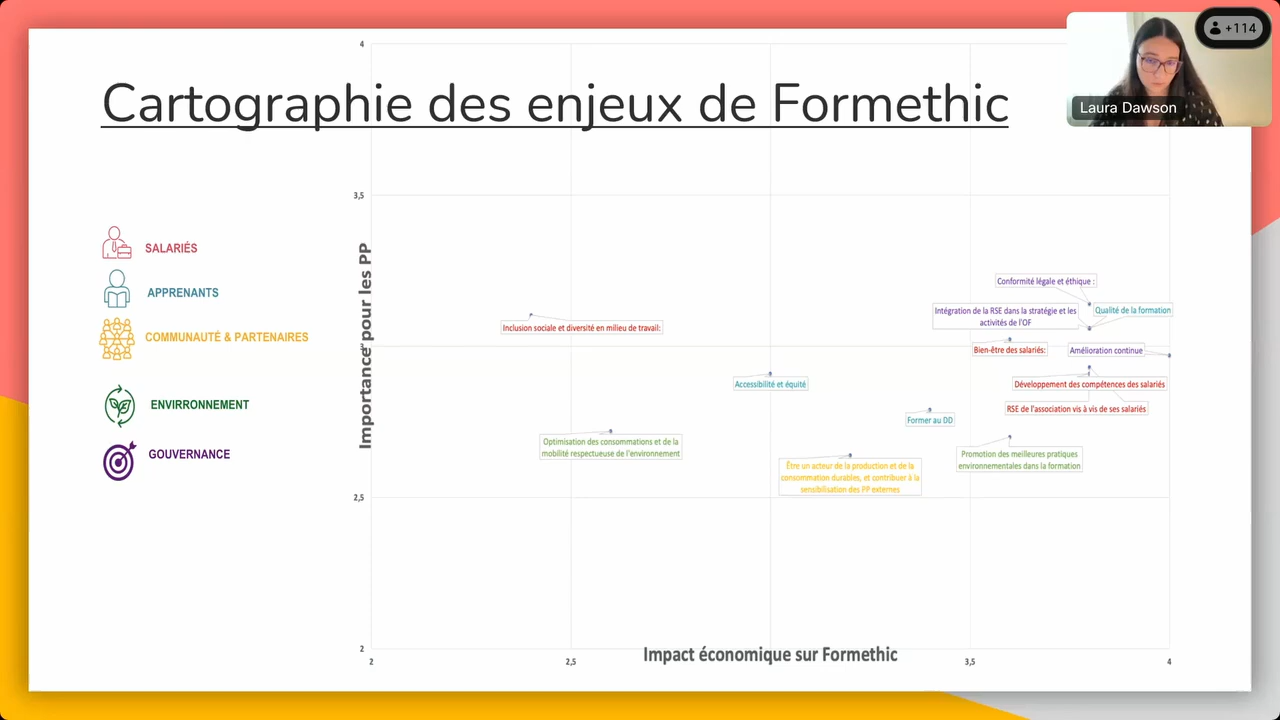 +114
Laura Dawson
Cartographie des enjeux de Formethic
SALARIÉS
APPRENANTS
COMMUNAUTÉ & PARTENAIRES
ENVIRRONNEMENT
GOUVERNANCE
Importance pour les PP
4
3,5
3
2,5
2
Conformité légale et éthique :
Intégration de la RSE dans la stratégie et les
activités de l'OF
Qualité de la formation
Inclusion sociale et diversité en milieu de travail:
Bien-être des salariés:
Amélioration continue
Accessibilité et équité
Développement des compétences des salariés
RSE de l'association vis à vis de ses salariés
Former au DD
Optimisation des consommations et de la
mobilité respectueuse de l'environnement
Promotion des meilleures pratiques
environnementales dans la formation
Être un acteur de la production et de la
consommation durables, et contribuer à la
sensibilisation des PP externes
2
2,5
3,5
4
Impact économique sur Formethic